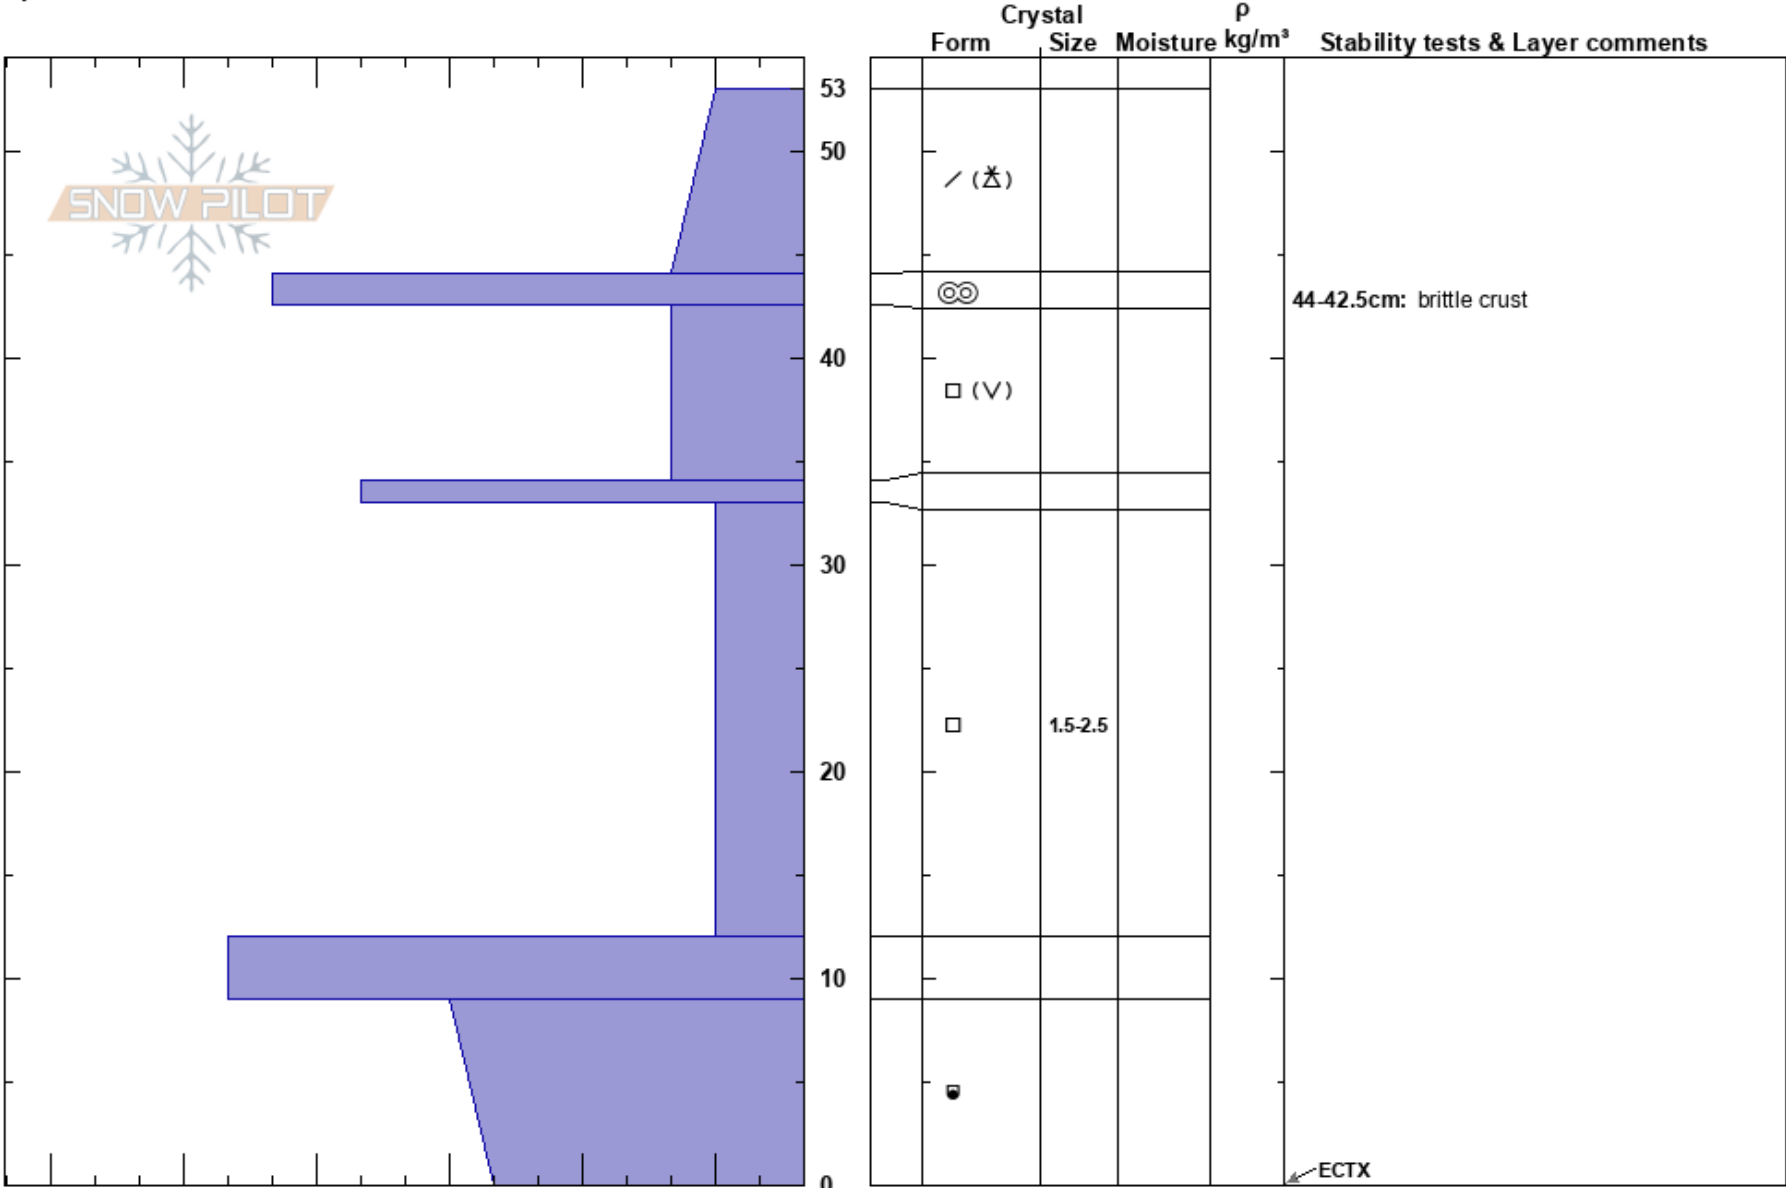 Crystal
ρ
Form Size Moisture kg/m³ Stability tests & Layer comments
53
50
SNOW PILOT
44-42.5cm: brittle crust
40
30
1.5-2.5
20
10
ECTX
0